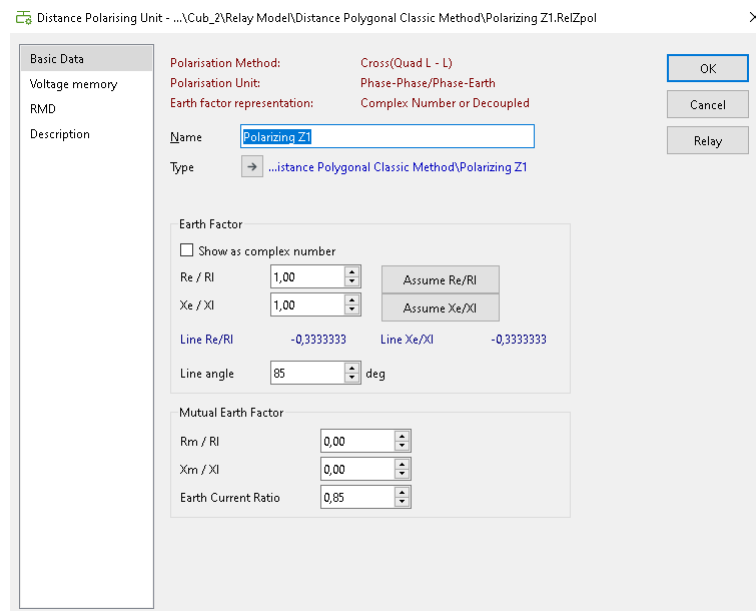 Distance Polarising Unit - ...\Cub_2\Relay Model\Distance Polygonal Classic Method\Polarizing Z1.RelZpol
Basic Data
Voltage memory
RMD
Description
Polarisation Method: Cross(Quad L - L)
Polarisation Unit: Phase-Phase/Phase-Earth
Earth factor representation: Complex Number or Decoupled
Name Polarizing Z1
Type ...istance Polygonal Classic Method\Polarizing Z1
Earth Factor
Show as complex number
Re / Rl 1,00 Assume Re/Rl
Xe / Xl 1,00 Assume Xe/Xl
Line Re/Rl -0,3333333 Line Xe/Xl -0,3333333
Line angle 85 deg
Mutual Earth Factor
Rm / Rl 0,00
Xm / Xl 0,00
Earth Current Ratio 0,85
OK
Cancel
Relay